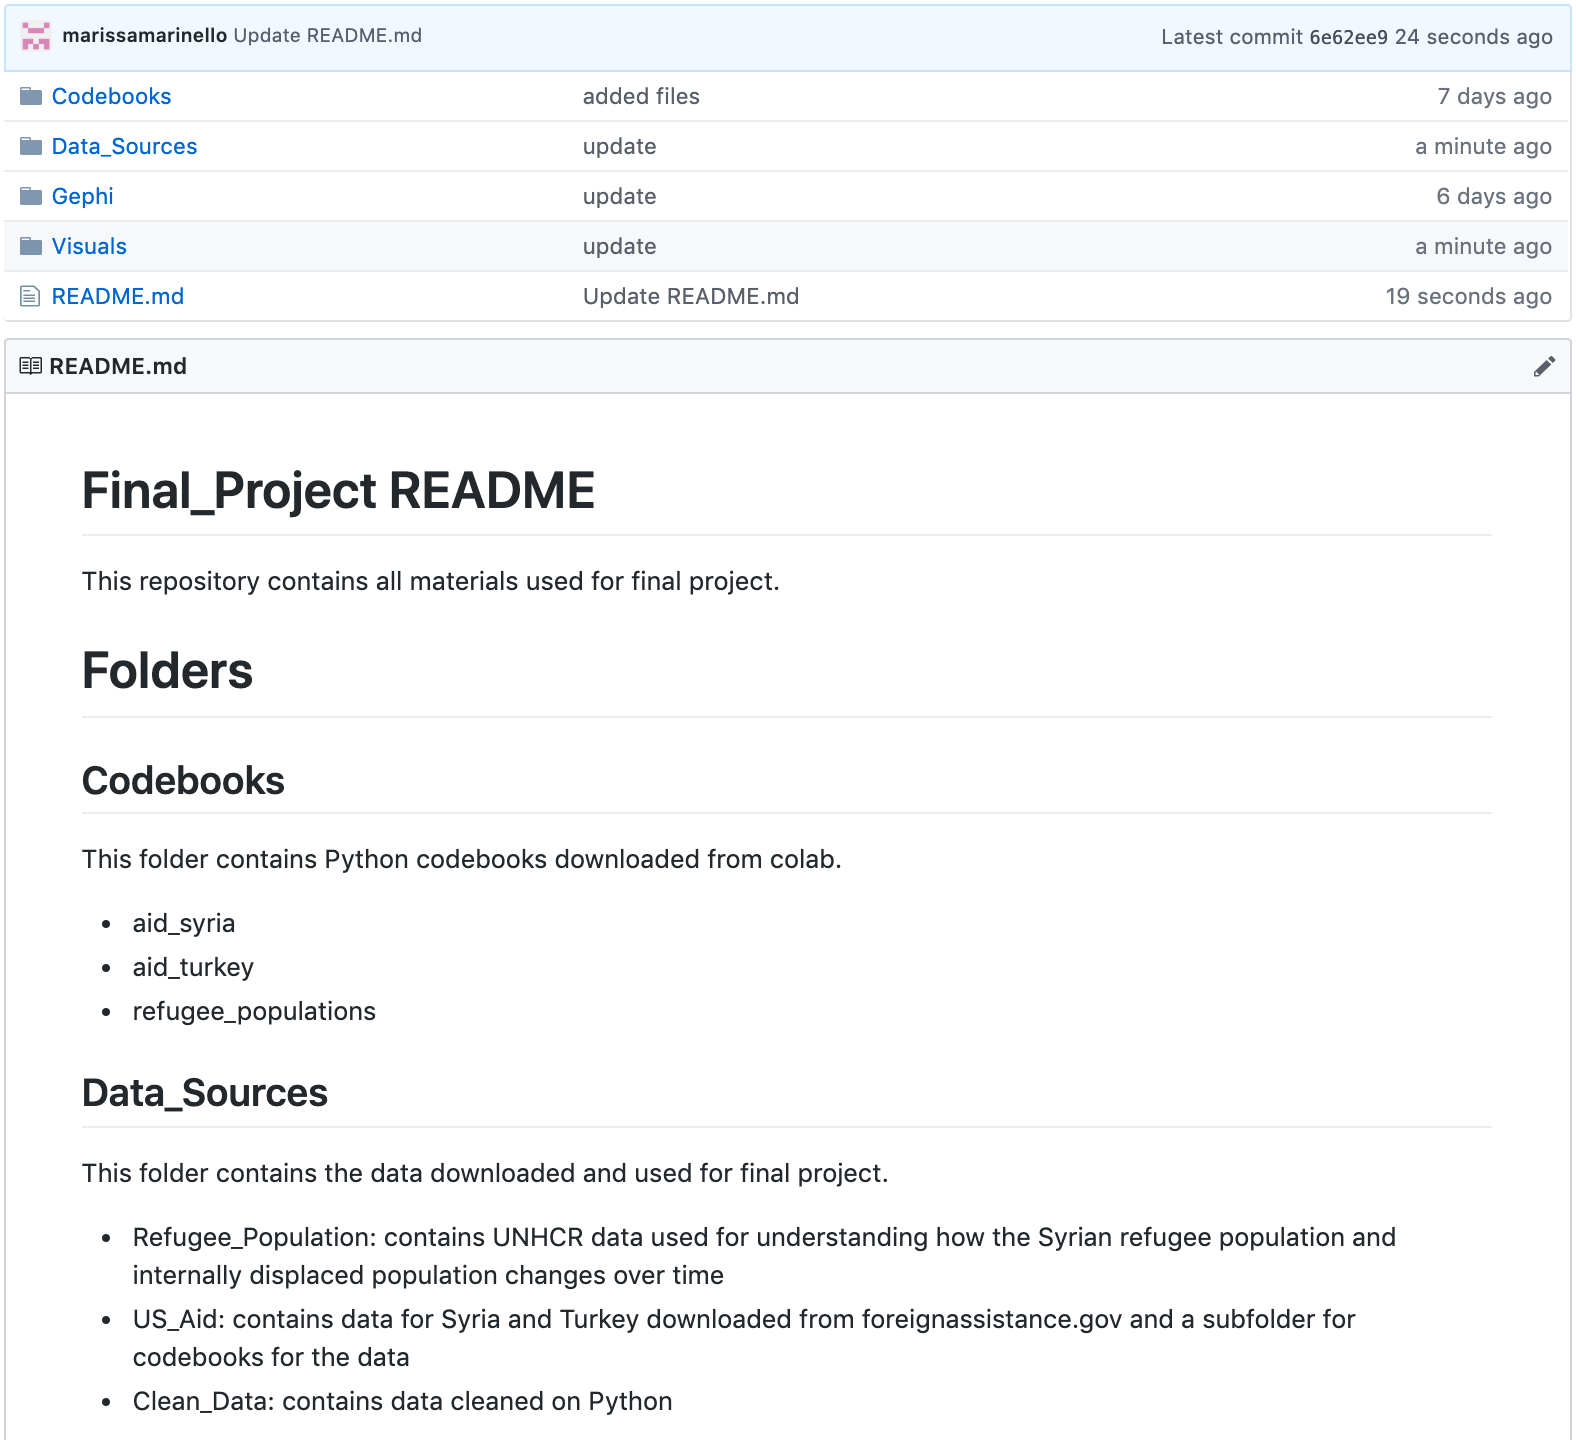 marissamarinello Update README.md Latest commit 6e62ee9 24 seconds ago
Codebooks added files 7 days ago
Data_Sources update a minute ago
Gephi update 6 days ago
Visuals update a minute ago
README.md Update README.md 19 seconds ago
README.md
Final_Project README
This repository contains all materials used for final project.
Folders
Codebooks
This folder contains Python codebooks downloaded from colab.
• aid_syria
• aid_turkey
• refugee_populations
Data_Sources
This folder contains the data downloaded and used for final project.
• Refugee_Population: contains UNHCR data used for understanding how the Syrian refugee population and
internally displaced population changes over time
• US_Aid: contains data for Syria and Turkey downloaded from foreignassistance.gov and a subfolder for
codebooks for the data
• Clean_Data: contains data cleaned on Python